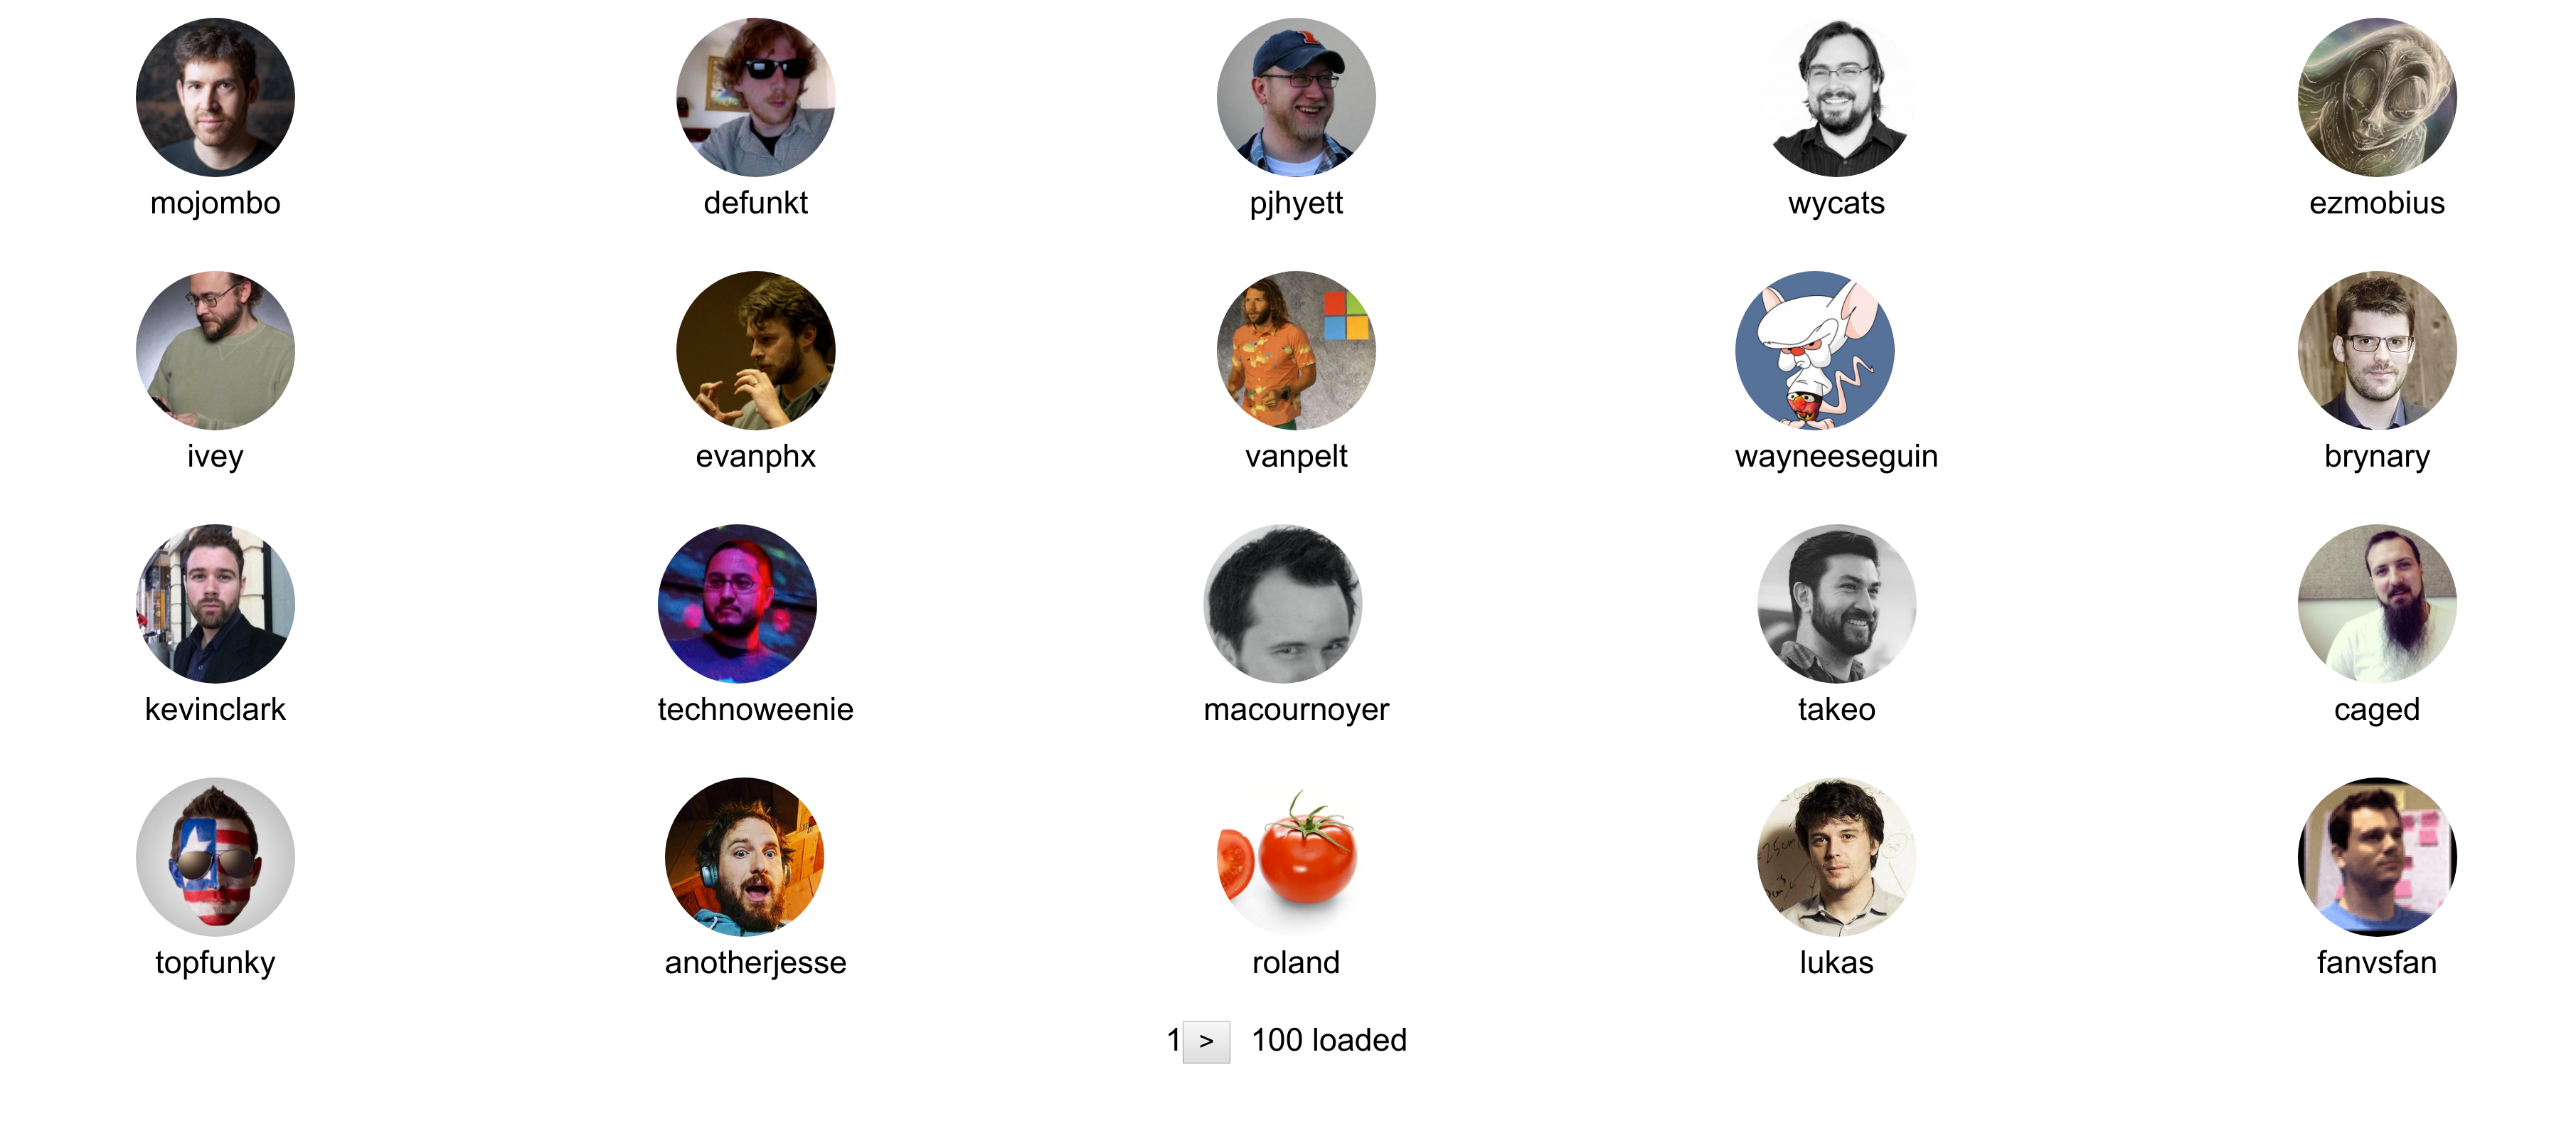 mojombo defunkt pjhyett wycats ezmobius
ivey evanphx vanpelt wayneeseguin brynary
kevinclark technoweenie macournoyer takeo caged
topfunky anotherjesse roland lukas fanvsfan
1 > 100 loaded